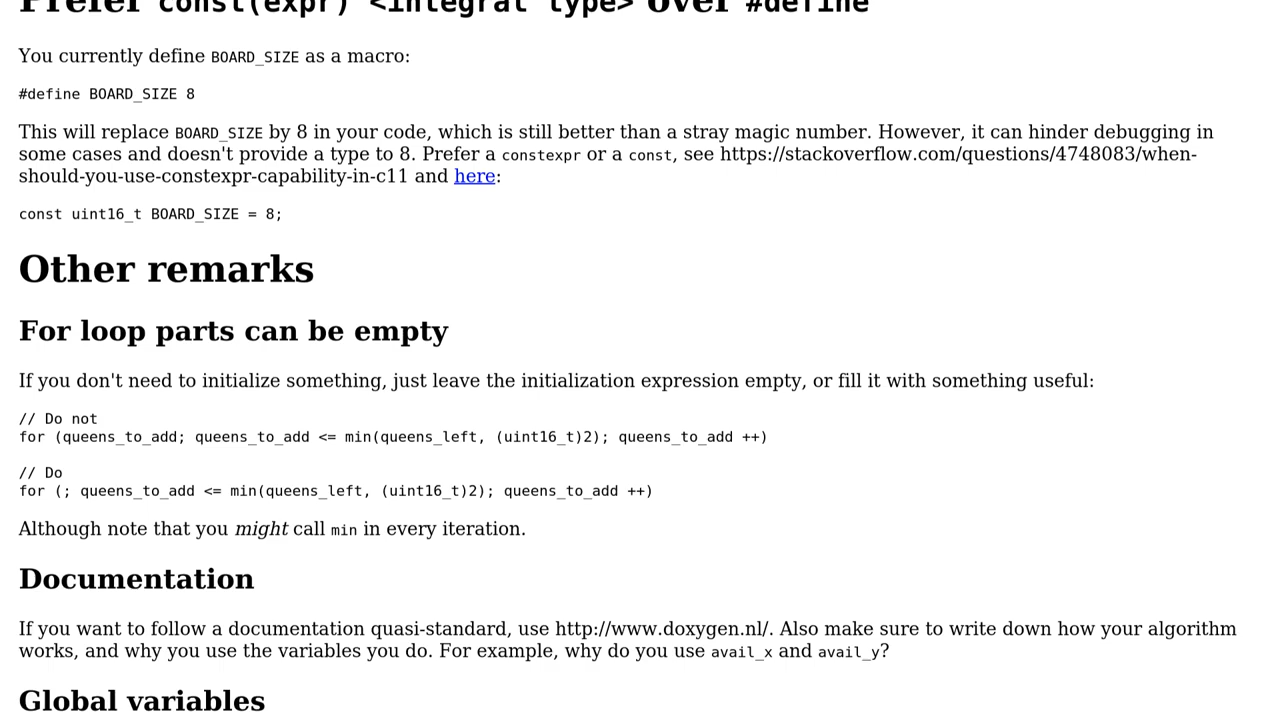 Prefer const(expr) <integral type> over #define
You currently define BOARD_SIZE as a macro:
#define BOARD_SIZE 8
This will replace BOARD_SIZE by 8 in your code, which is still better than a stray magic number. However, it can hinder debugging in
some cases and doesn't provide a type to 8. Prefer a constexpr or a const, see https://stackoverflow.com/questions/4748083/when-
should-you-use-constexpr-capability-in-c11 and here:
const uint16_t BOARD_SIZE = 8;
Other remarks
For loop parts can be empty
If you don't need to initialize something, just leave the initialization expression empty, or fill it with something useful:
// Do not
for (queens_to_add; queens_to_add <= min(queens_left, (uint16_t)2); queens_to_add ++)
// Do
for (; queens_to_add <= min(queens_left, (uint16_t)2); queens_to_add ++)
Although note that you might call min in every iteration.
Documentation
If you want to follow a documentation quasi-standard, use http://www.doxygen.nl/. Also make sure to write down how your algorithm
works, and why you use the variables you do. For example, why do you use avail_x and avail_y?
Global variables